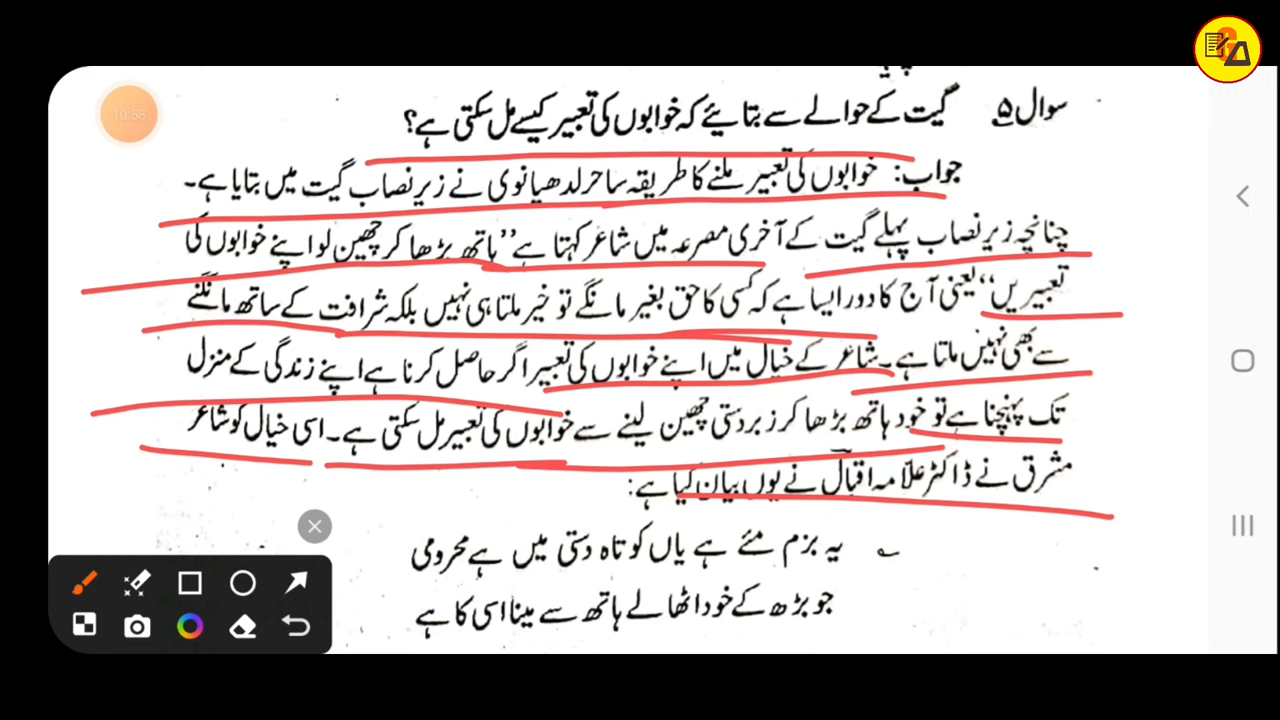 سوال ۵ گیت کے حوالے سے بتایئے کہ خوابوں کی تعبیر کیسے مل سکتی ہے؟
جواب: خوابوں کی تعبیر ملنے کا طریقہ ساحر لدھیانوی نے زیر نصاب گیت میں بتایا ہے۔
چنانچہ زیر نصاب پہلے گیت کے آخری مصرعہ میں شاعر کہتا ہے ”ہاتھ بڑھا کر چھین لو اپنے خوابوں کی
تعبیریں“ یعنی آج کا دور ایسا ہے کہ کسی کا حق بغیر مانگے تو خیر ملتا ہی نہیں بلکہ شرافت کے ساتھ مانگنے
سے بھی نہیں ملتا ہے۔ شاعر کے خیال میں اپنے خوابوں کی تعبیر اگر حاصل کرنا ہے اپنے زندگی کے منزل
تک پہنچنا ہے تو خود ہاتھ بڑھا کر زبردستی چھین لینے سے خوابوں کی تعبیر مل سکتی ہے۔ اسی خیال کو شاعر
مشرق نے ڈاکٹر علامہ اقبالؔ نے یوں بیان کیا ہے:
یہ بزم مئے ہے یاں کوتاہ دستی میں ہے محرومی
جو بڑھ کے خود اٹھالے ہاتھ سے مینا اسی کا ہے
10:58